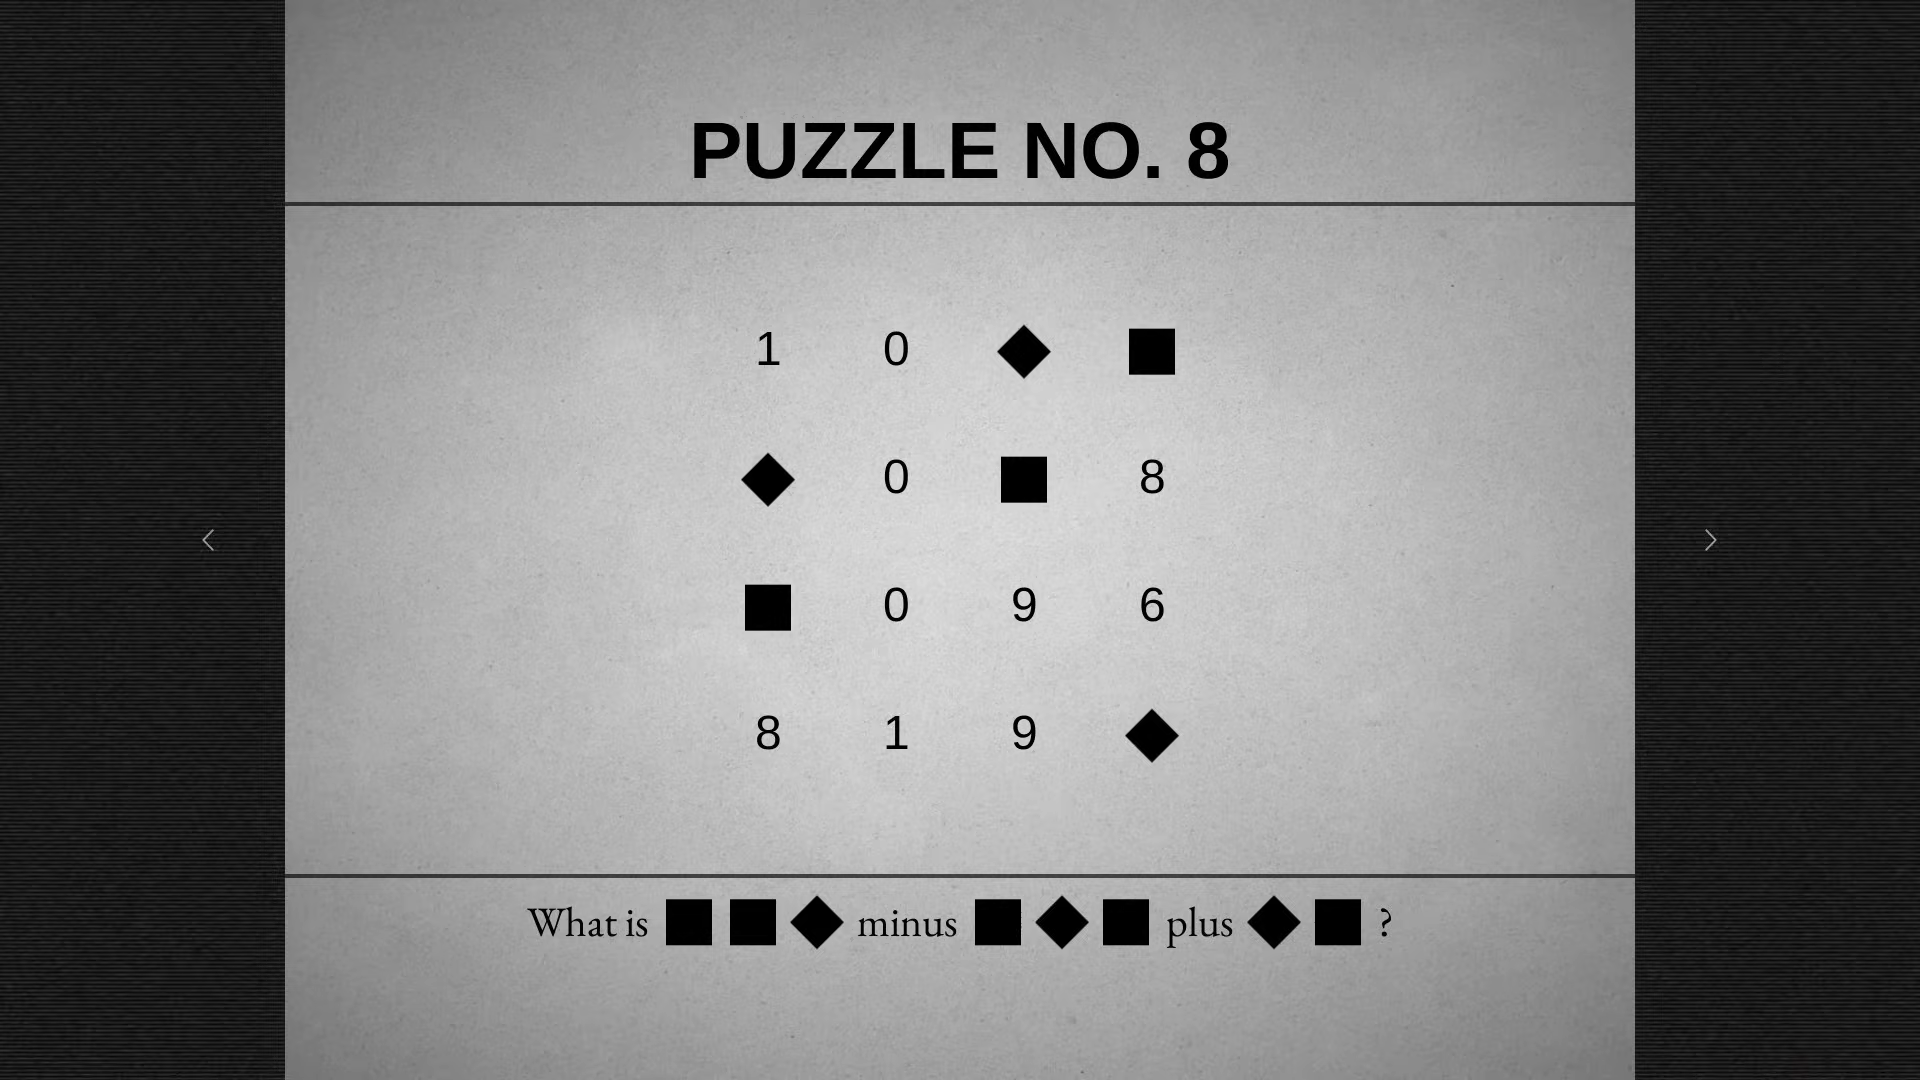 PUZZLE NO. 8
1 0 ◆ ■
◆ 0 ■ 8
■ 0 9 6
8 1 9 ◆
What is ■ ■ ◆ minus ■ ◆ ■ plus ◆ ■ ?